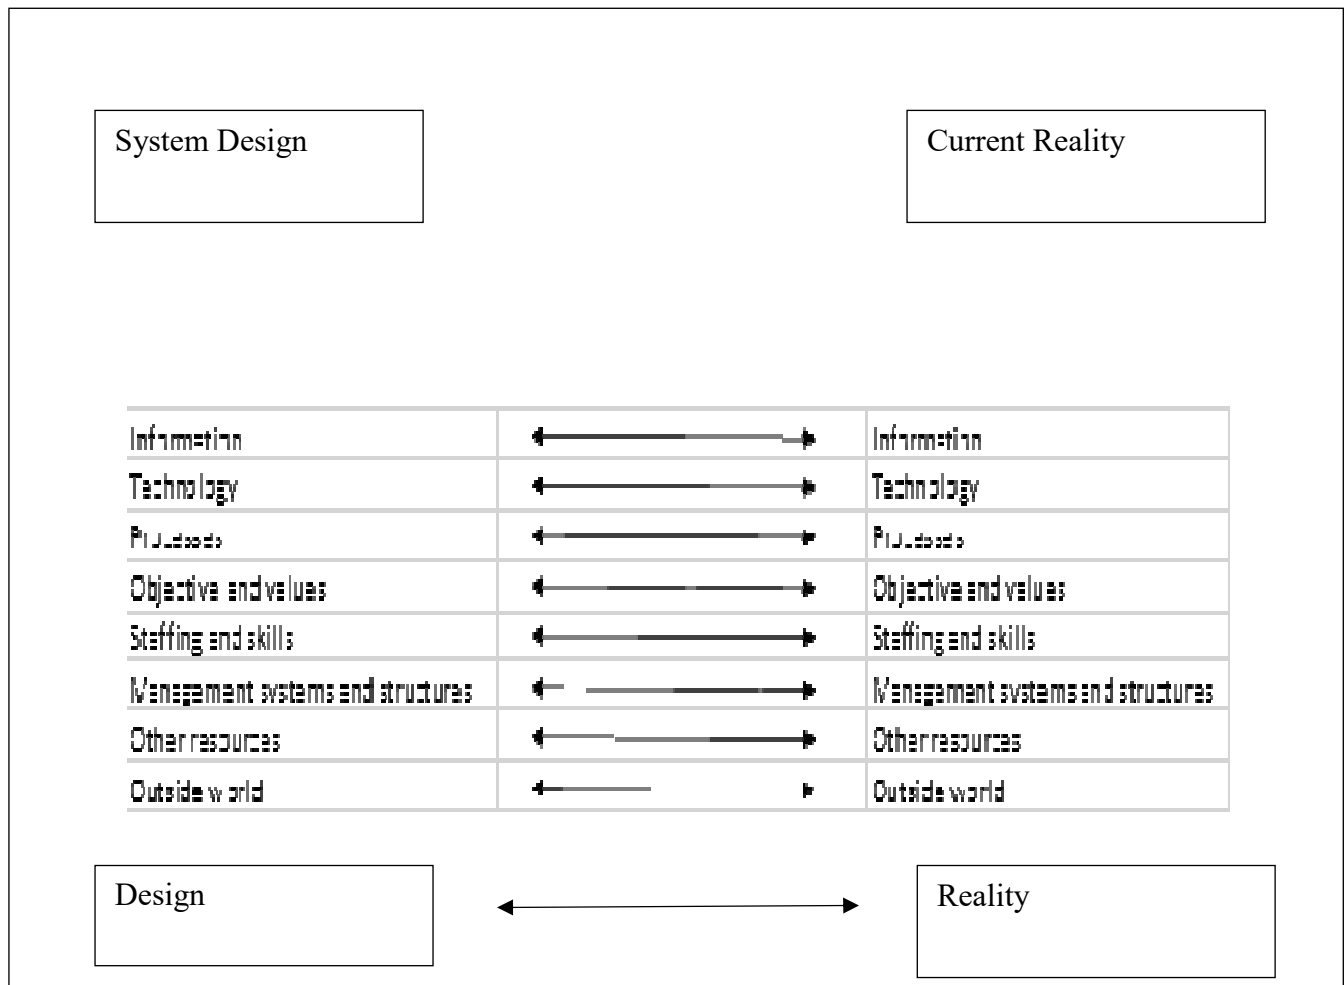 System Design
Current Reality
Information Information
Technology Technology
Processes Processes
Objective and values Objective and values
Staffing and skills Staffing and skills
Management systems and structures Management systems and structures
Other resources Other resources
Outside world Outside world
Design
Reality